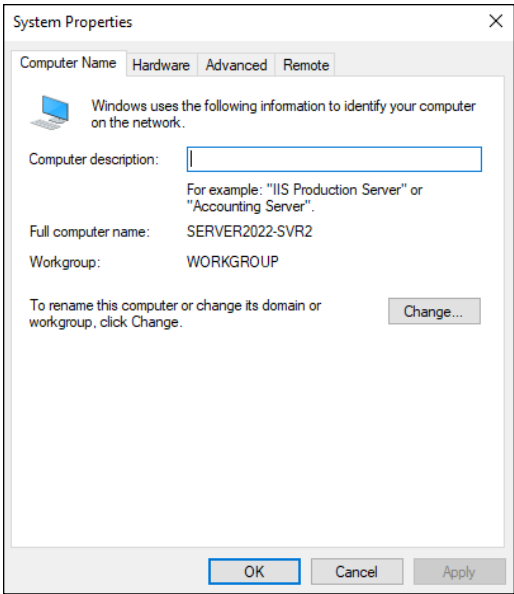 System Properties
Computer Name Hardware Advanced Remote
Windows uses the following information to identify your computer
on the network.
Computer description:
For example: "IIS Production Server" or
"Accounting Server".
Full computer name: SERVER2022-SVR2
Workgroup: WORKGROUP
To rename this computer or change its domain or
workgroup, click Change.
Change...
OK Cancel Apply